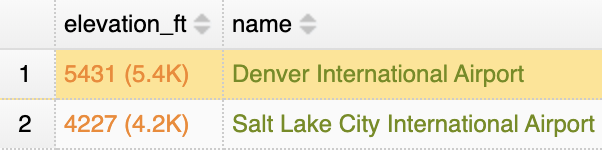 elevation_ft name
1 5431 (5.4K) Denver International Airport
2 4227 (4.2K) Salt Lake City International Airport